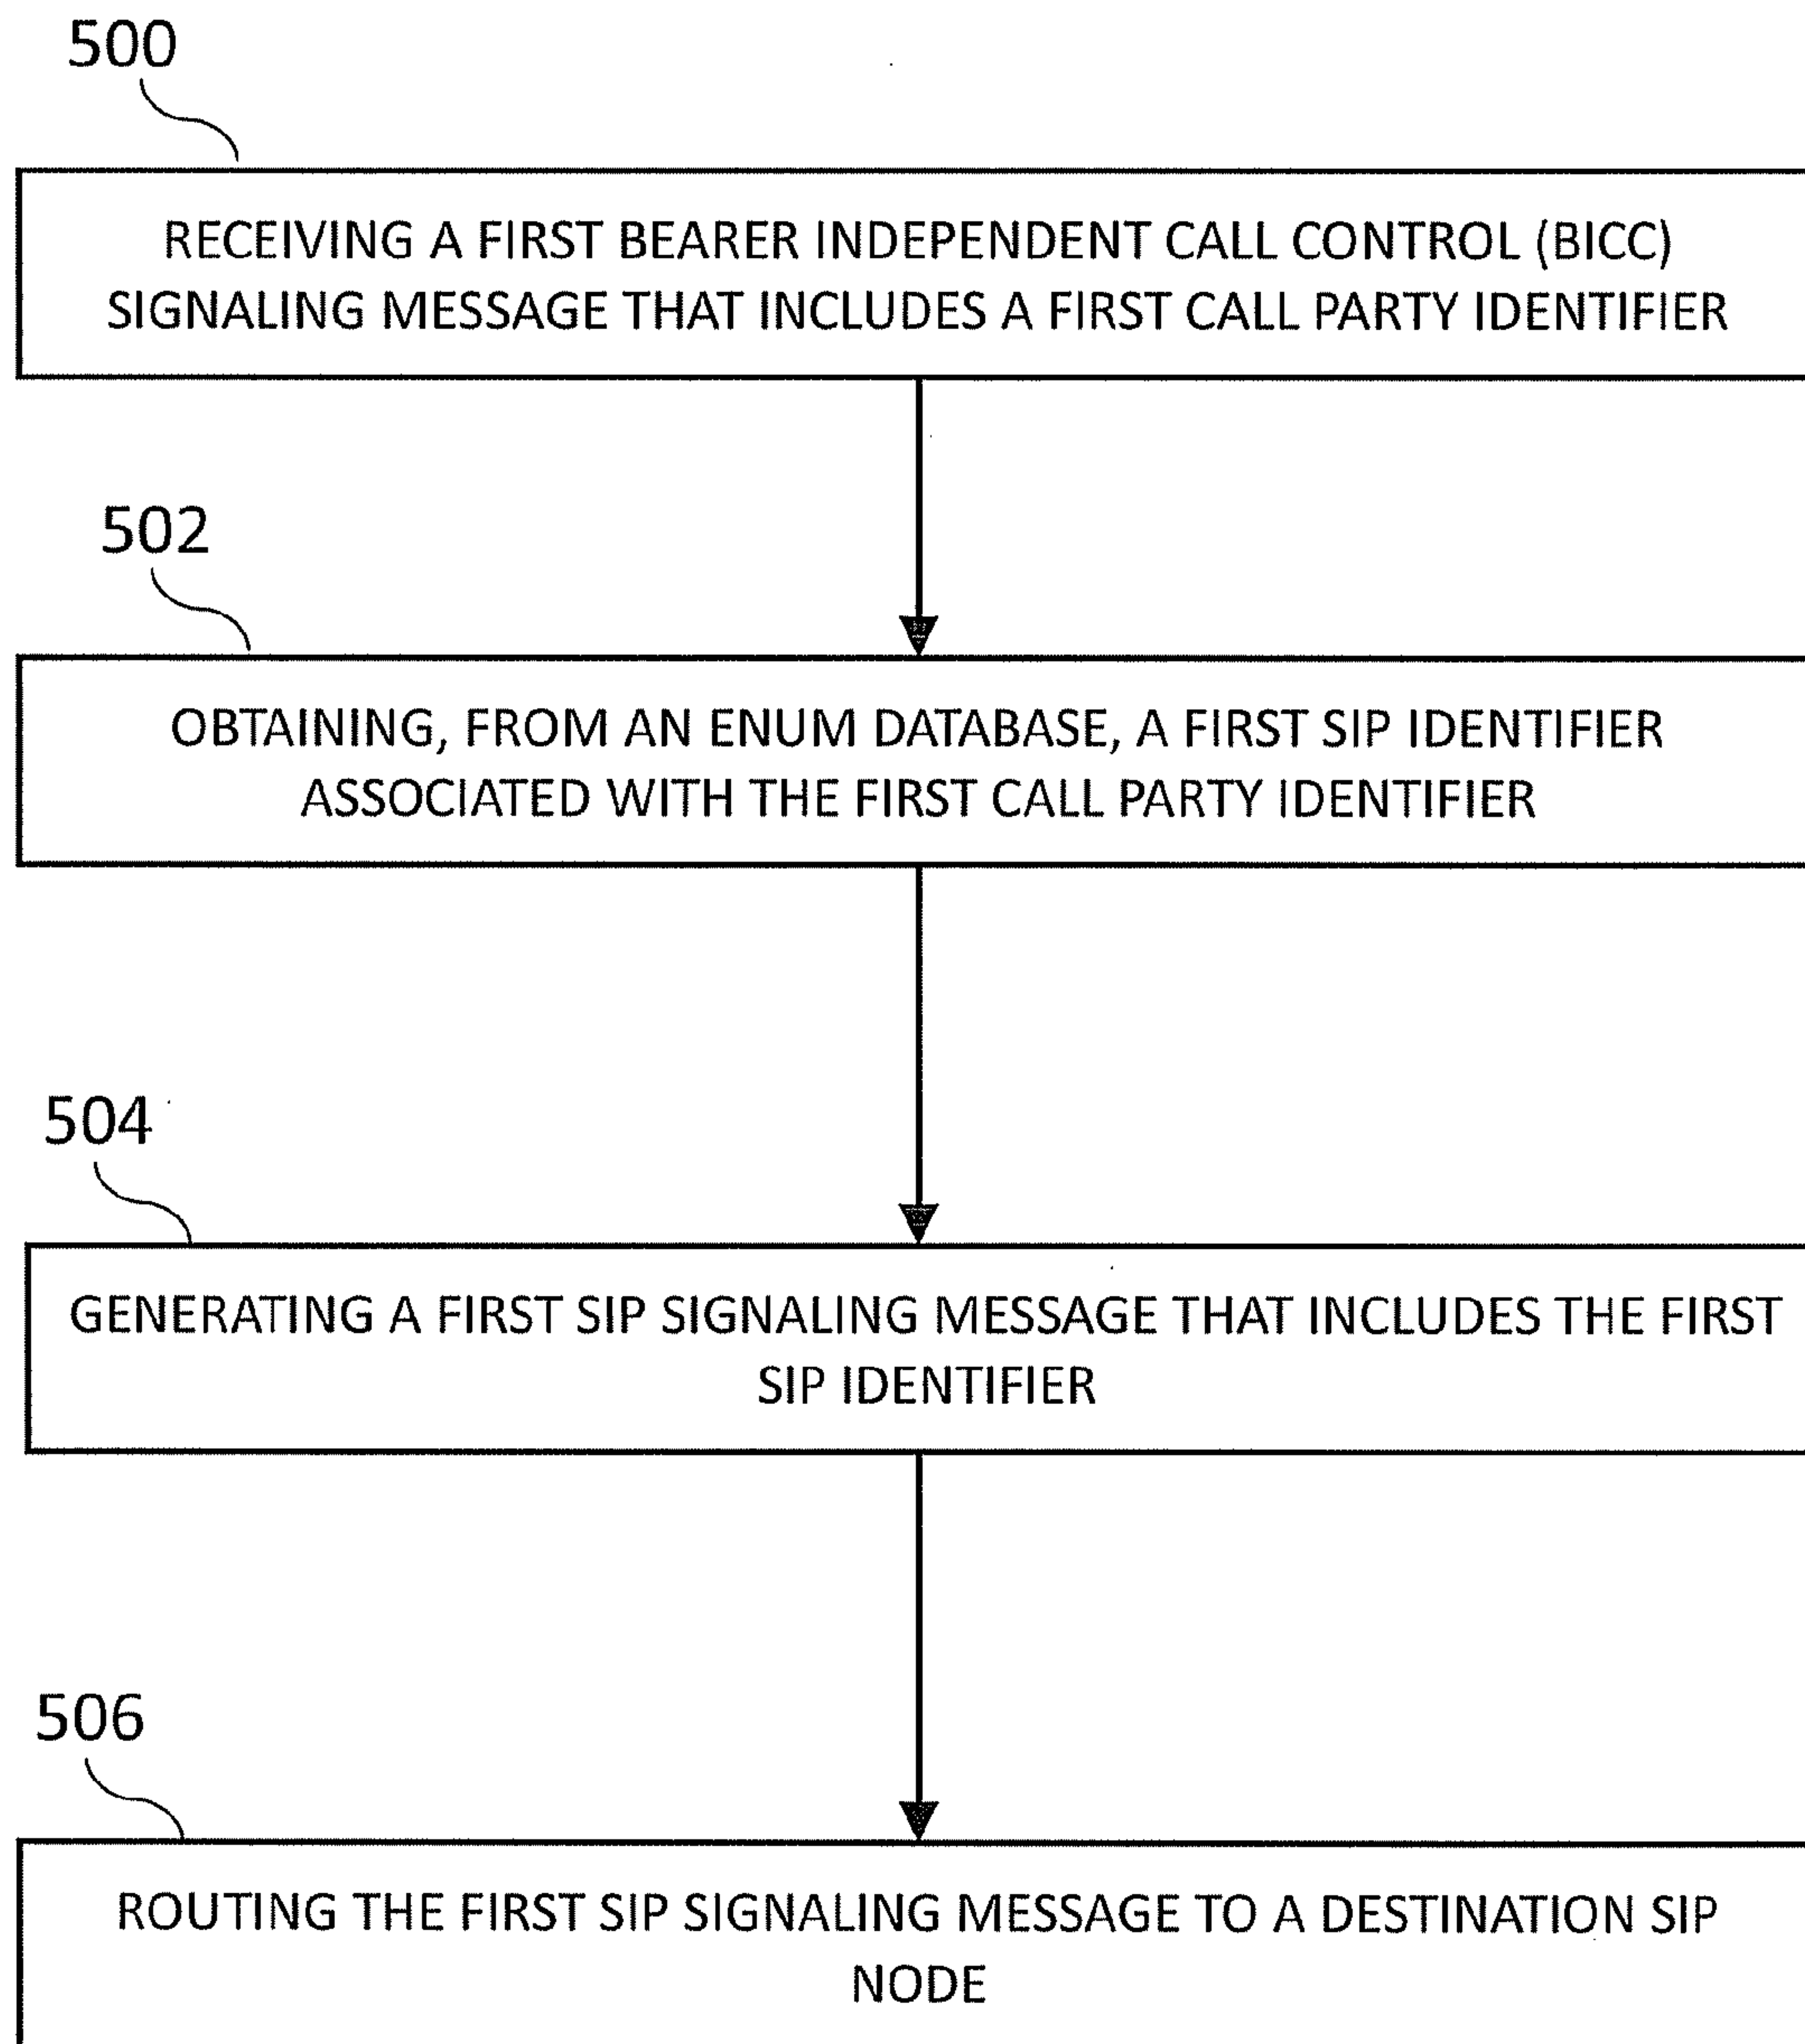 500
RECEIVING A FIRST BEARER INDEPENDENT CALL CONTROL (BICC)
SIGNALING MESSAGE THAT INCLUDES A FIRST CALL PARTY IDENTIFIER
502
OBTAINING, FROM AN ENUM DATABASE, A FIRST SIP IDENTIFIER
ASSOCIATED WITH THE FIRST CALL PARTY IDENTIFIER
504
GENERATING A FIRST SIP SIGNALING MESSAGE THAT INCLUDES THE FIRST
SIP IDENTIFIER
506
ROUTING THE FIRST SIP SIGNALING MESSAGE TO A DESTINATION SIP
NODE